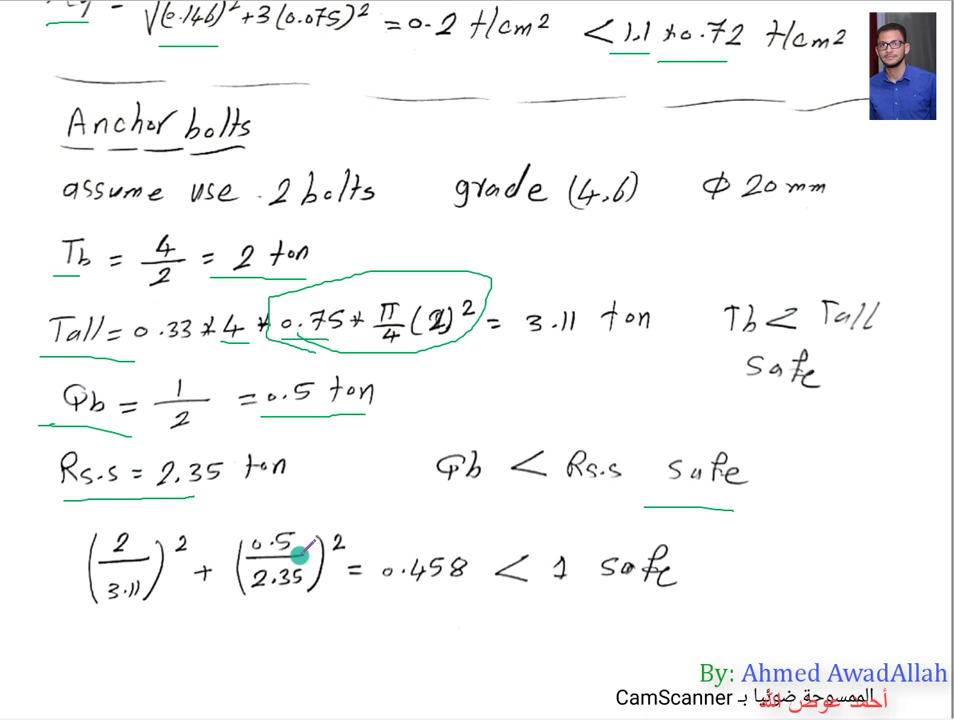 √(0.146)²+3(0.075)² = 0.2 t/cm² < 1.1 * 0.72 t/cm²
Anchor bolts
assume use 2 bolts grade (4.6) Φ 20 mm
Tb = 4/2 = 2 ton
Tall = 0.33 * 4 * 0.75 * π/4 (2)² = 3.11 ton Tb < Tall
safe
Qb = 1/2 = 0.5 ton
Rs.s = 2.35 ton Qb < Rs.s safe
(2/3.11)² + (0.5/2.35)² = 0.458 < 1 safe
By: Ahmed AwadAllah
الممسوحة ضوئيا بـ CamScanner
أحمد عوض الله